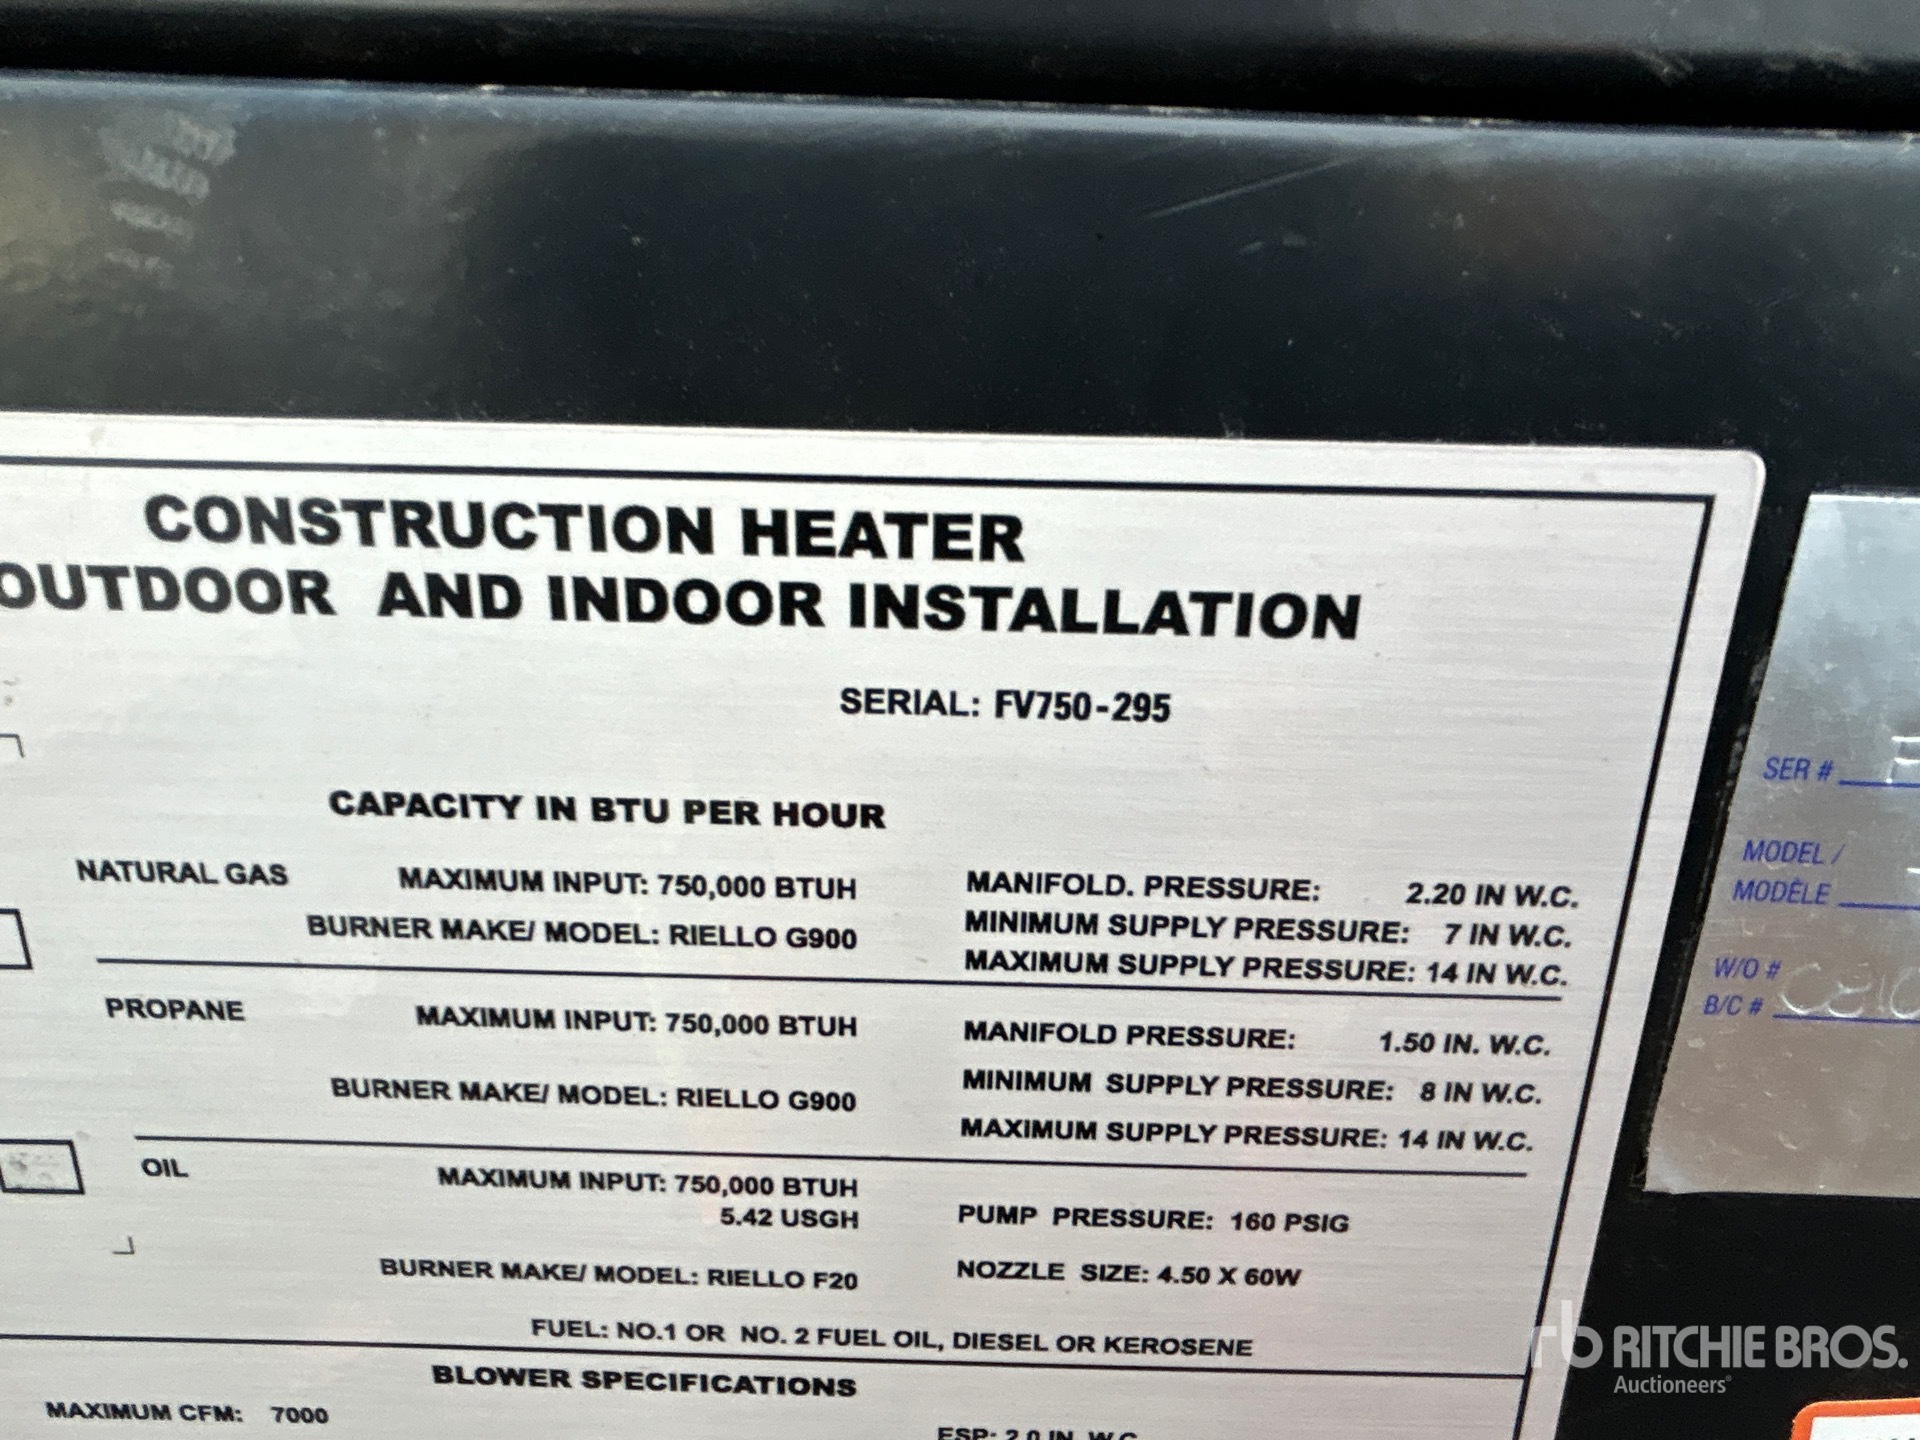 CONSTRUCTION HEATER
OUTDOOR AND INDOOR INSTALLATION
SERIAL: FV750-295
CAPACITY IN BTU PER HOUR
NATURAL GAS MAXIMUM INPUT: 750,000 BTUH MANIFOLD. PRESSURE: 2.20 IN W.C.
BURNER MAKE/ MODEL: RIELLO G900 MINIMUM SUPPLY PRESSURE: 7 IN W.C.
MAXIMUM SUPPLY PRESSURE: 14 IN W.C.
PROPANE MAXIMUM INPUT: 750,000 BTUH MANIFOLD PRESSURE: 1.50 IN. W.C.
BURNER MAKE/ MODEL: RIELLO G900 MINIMUM SUPPLY PRESSURE: 8 IN W.C.
MAXIMUM SUPPLY PRESSURE: 14 IN W.C.
OIL MAXIMUM INPUT: 750,000 BTUH
5.42 USGH PUMP PRESSURE: 160 PSIG
BURNER MAKE/ MODEL: RIELLO F20 NOZZLE SIZE: 4.50 X 60W
FUEL: NO.1 OR NO. 2 FUEL OIL, DIESEL OR KEROSENE
BLOWER SPECIFICATIONS
MAXIMUM CFM: 7000
ESP: 2.0 IN. W.C.
SER #
MODEL /
MODÈLE
W/O #
B/C #
rb RITCHIE BROS.
Auctioneers